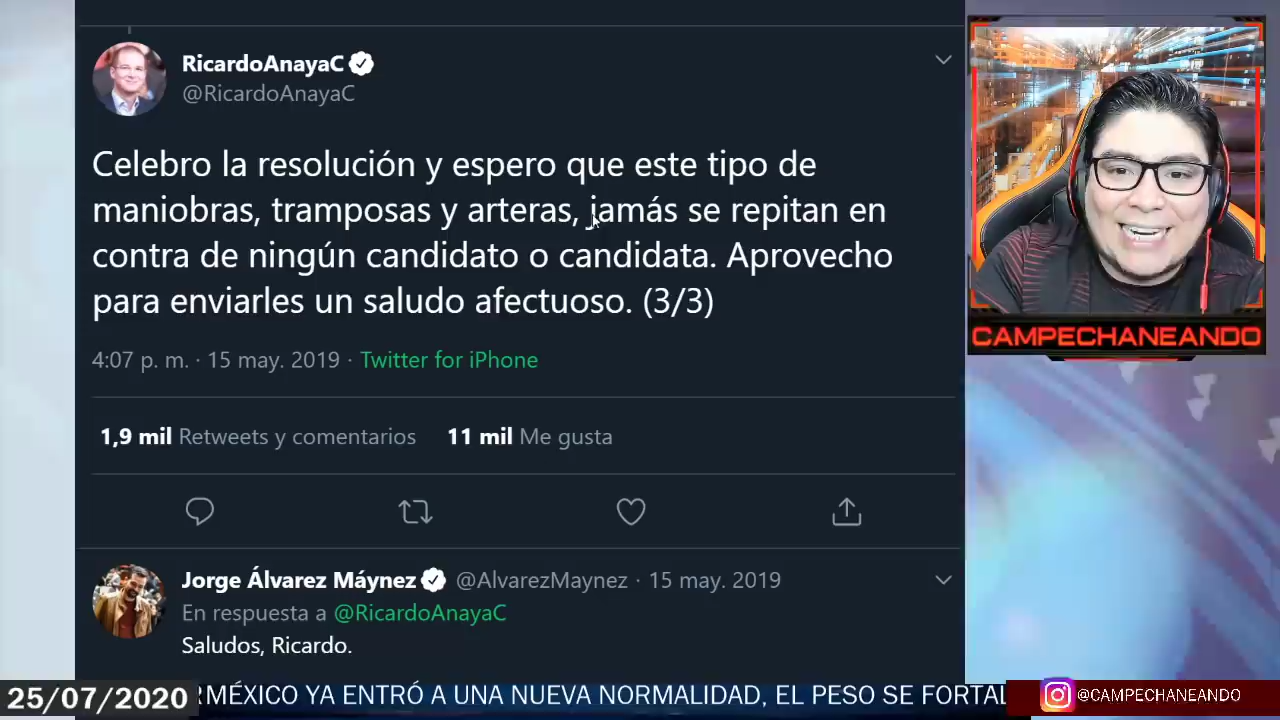 RicardoAnayaC
@RicardoAnayaC
Celebro la resolución y espero que este tipo de
maniobras, tramposas y arteras, jamás se repitan en
contra de ningún candidato o candidata. Aprovecho
para enviarles un saludo afectuoso. (3/3)
4:07 p. m. · 15 may. 2019 · Twitter for iPhone
1,9 mil Retweets y comentarios 11 mil Me gusta
Jorge Álvarez Máynez @AlvarezMaynez · 15 may. 2019
En respuesta a @RicardoAnayaC
Saludos, Ricardo.
CAMPECHANEANDO
25/07/2020 RMÉXICO YA ENTRÓ A UNA NUEVA NORMALIDAD, EL PESO SE FORTAL
@CAMPECHANEANDO